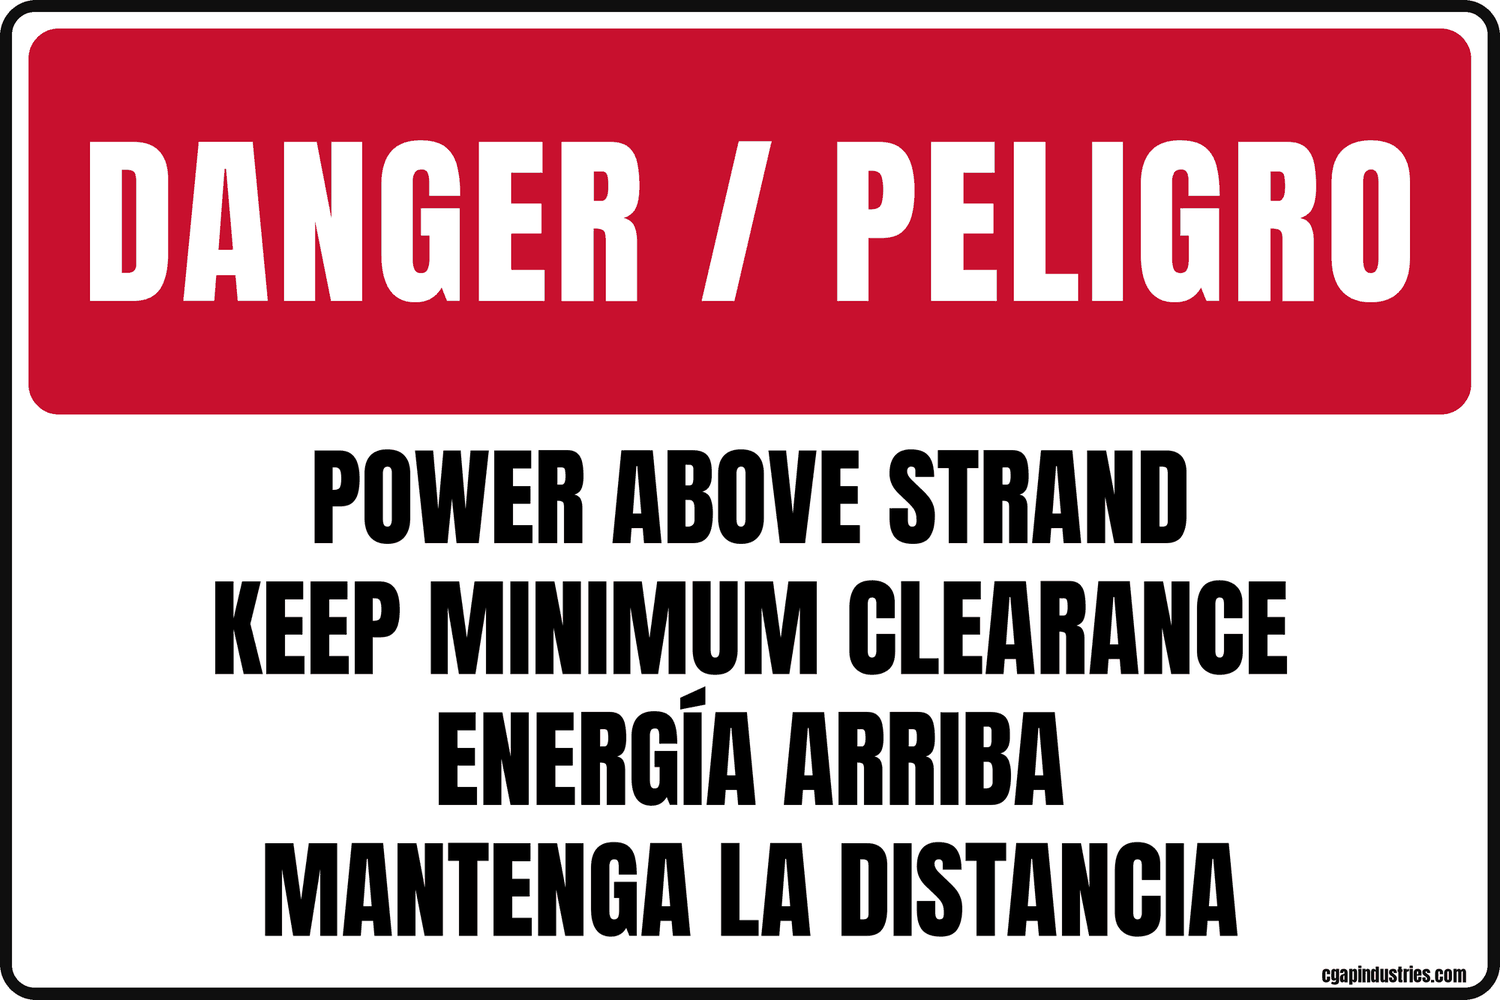 DANGER / PELIGRO
POWER ABOVE STRAND
KEEP MINIMUM CLEARANCE
ENERGÍA ARRIBA
MANTENGA LA DISTANCIA
cgapindustries.com